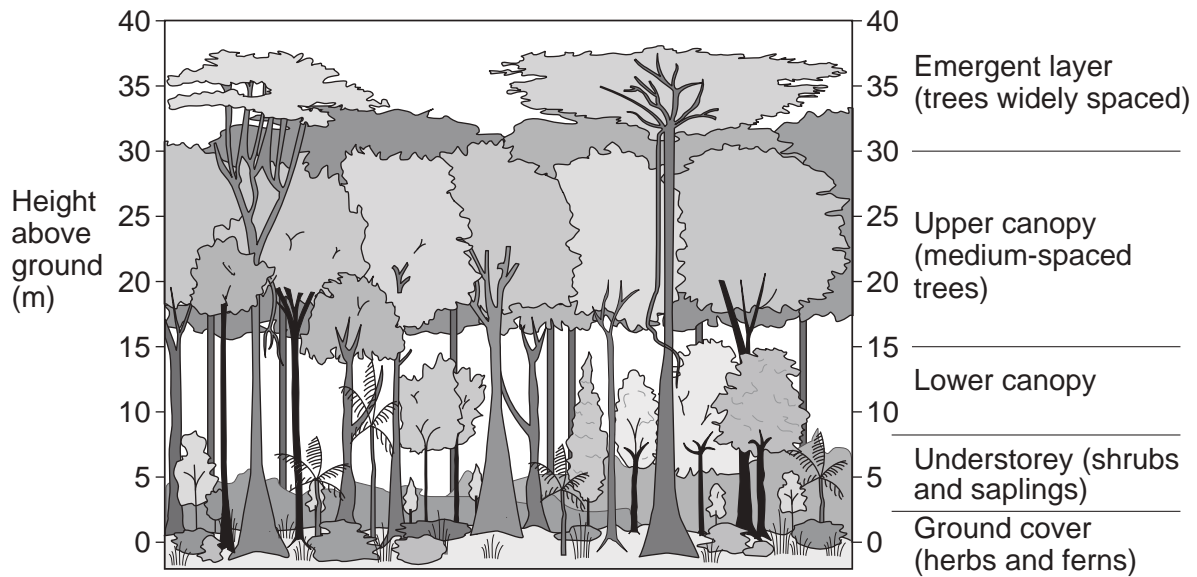 40
35
30
25
20
15
10
5
0
Height
above
ground
(m)
40
35
30
25
20
15
10
5
0
Emergent layer
(trees widely spaced)
Upper canopy
(medium-spaced
trees)
Lower canopy
Understorey (shrubs
and saplings)
Ground cover
(herbs and ferns)